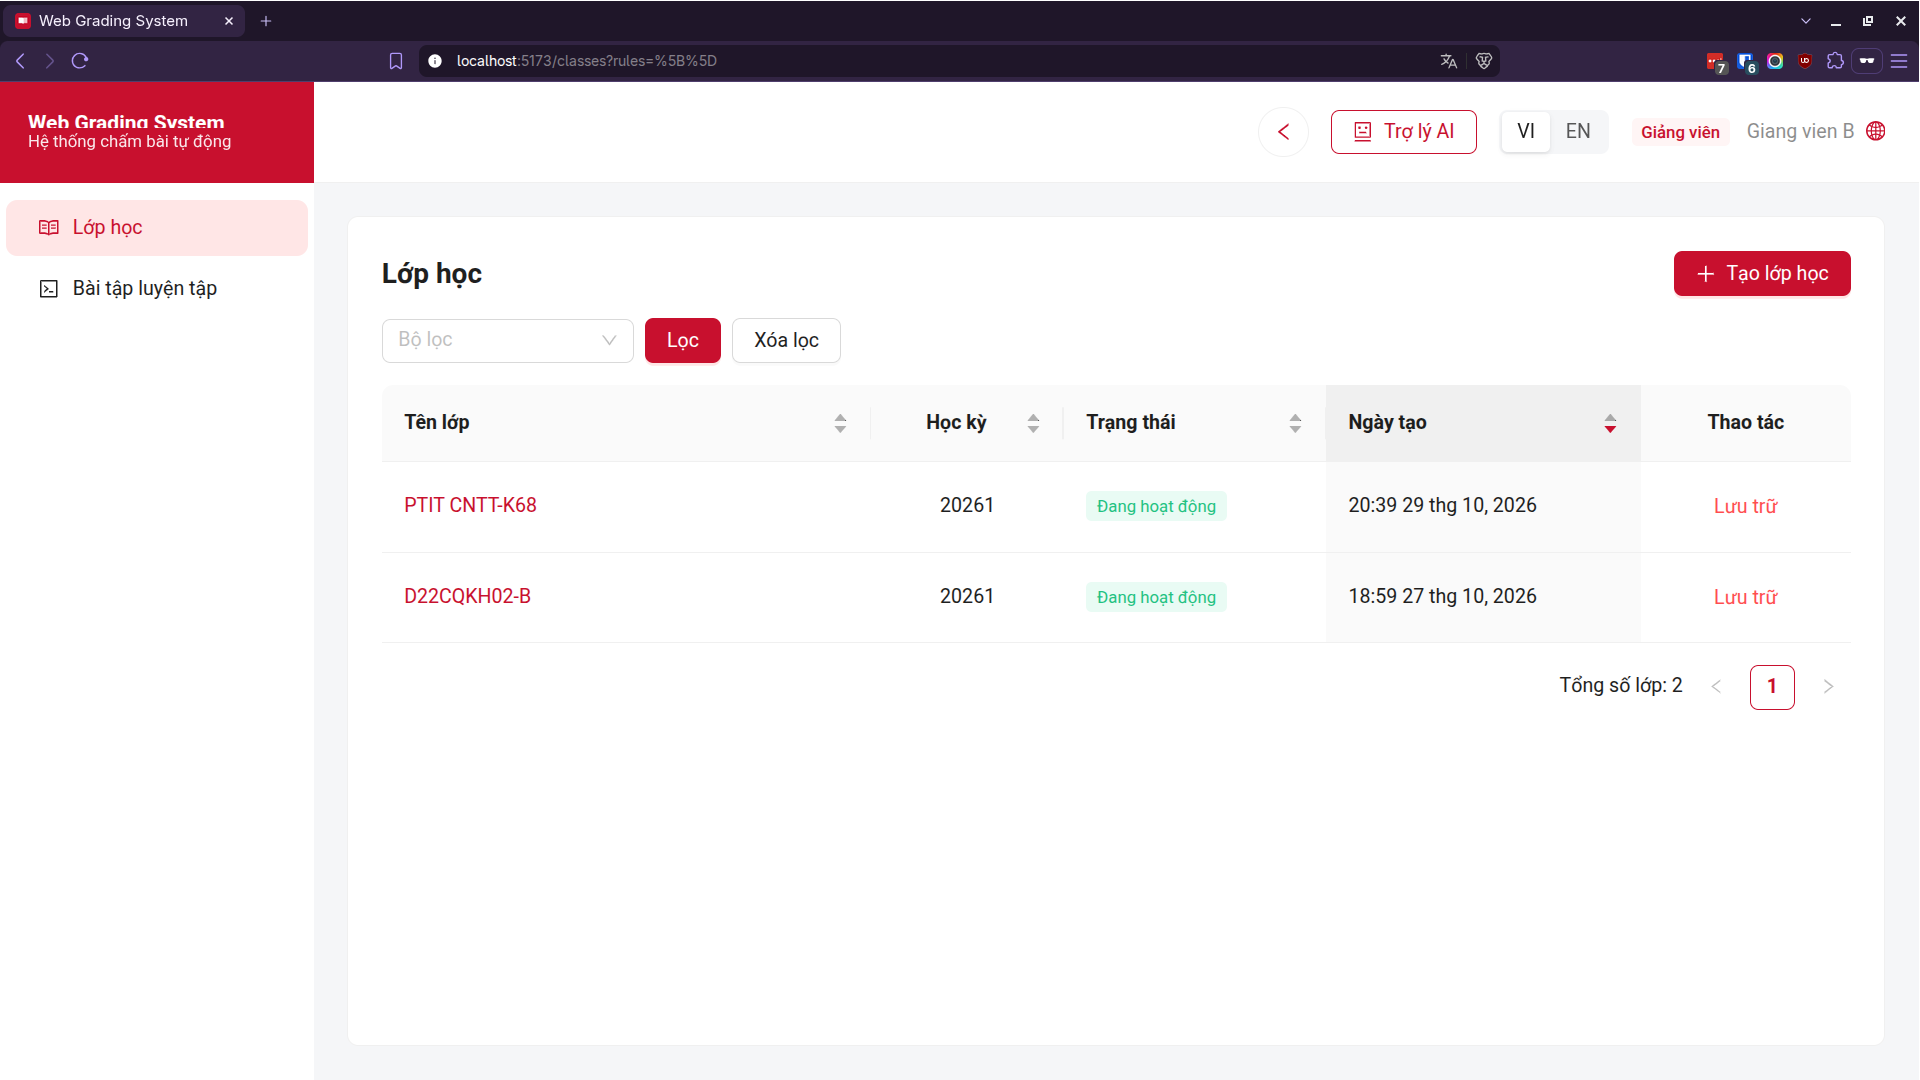 Web Grading System
localhost:5173/classes?rules=%5B%5D
7
6
Web Grading System
Hệ thống chấm bài tự động
Trợ lý AI
VI
EN
Giảng viên
Giang vien B
Lớp học
Bài tập luyện tập
Lớp học
Tạo lớp học
Bộ lọc
Lọc
Xóa lọc
Tên lớp
Học kỳ
Trạng thái
Ngày tạo
Thao tác
PTIT CNTT-K68
20261
Đang hoạt động
20:39 29 thg 10, 2026
Lưu trữ
D22CQKH02-B
20261
Đang hoạt động
18:59 27 thg 10, 2026
Lưu trữ
Tổng số lớp: 2
1